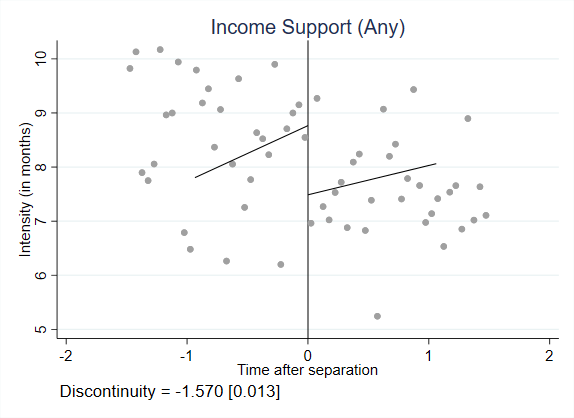 Income Support (Any)
Intensity (in months)
10
9
8
7
6
5
-2 -1 0 1 2
Time after separation
Discontinuity = -1.570 [0.013]